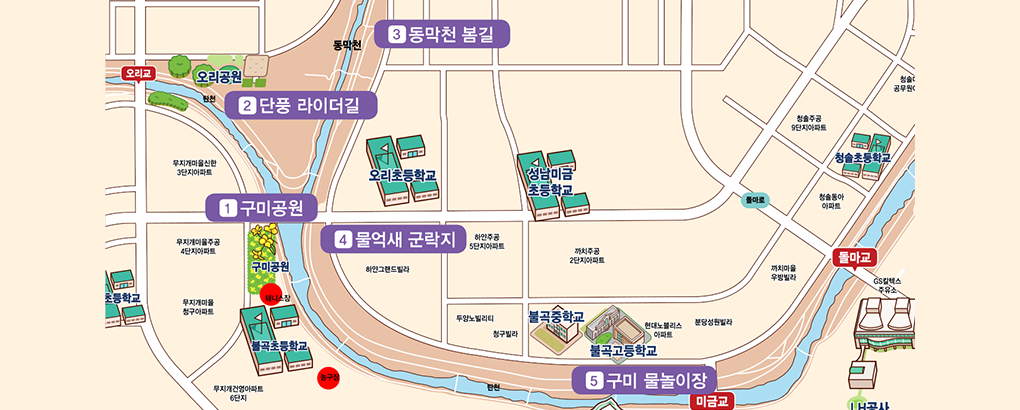 3 동막천 봄길
동막천
오리교
오리공원
탄천
2 단풍 라이더길
청솔주공
9단지아파트
청솔초등학교
무지개마을신한
3단지아파트
오리초등학교
성남미금
초등학교
청솔동아
아파트
돌마로
1 구미공원
4 물억새 군락지
무지개마을주공
4단지아파트
하얀주공
5단지아파트
까치주공
2단지아파트
돌마교
구미공원
하얀그랜드빌라
까치마을
우방빌라
GS칼텍스
주유소
초등학교
테니스장
무지개마을
청구아파트
두양노빌리티
청구빌라
불곡중학교
현대노블리스
아파트
분당성원빌라
불곡초등학교
불곡고등학교
농구장
무지개건영아파트
6단지
탄천
5 구미 물놀이장
미금교
LH공사